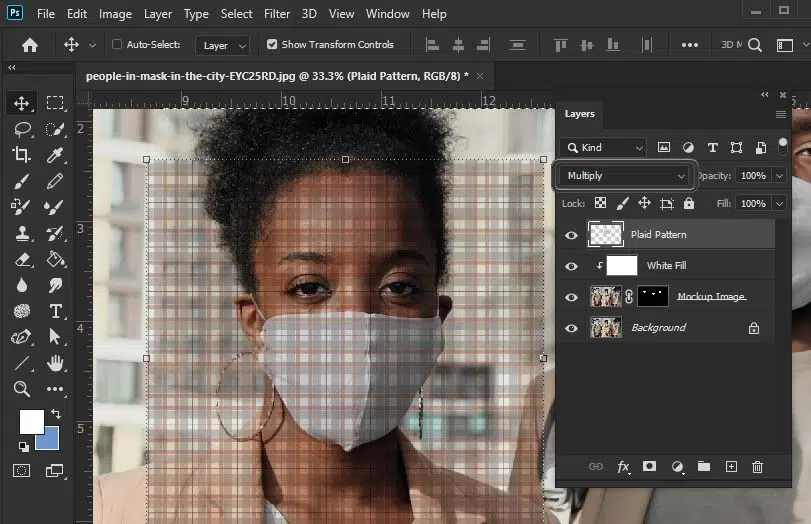 Ps File Edit Image Layer Type Select Filter 3D View Window Help
Auto-Select: Layer Show Transform Controls 3D M
people-in-mask-in-the-city-EYC25RD.jpg @ 33.3% (Plaid Pattern, RGB/8) * ×
9 10 11 12
2
3
4
5
Layers
Kind
Multiply Opacity: 100%
Lock: Fill: 100%
Plaid Pattern
White Fill
Mockup Image
Background
fx